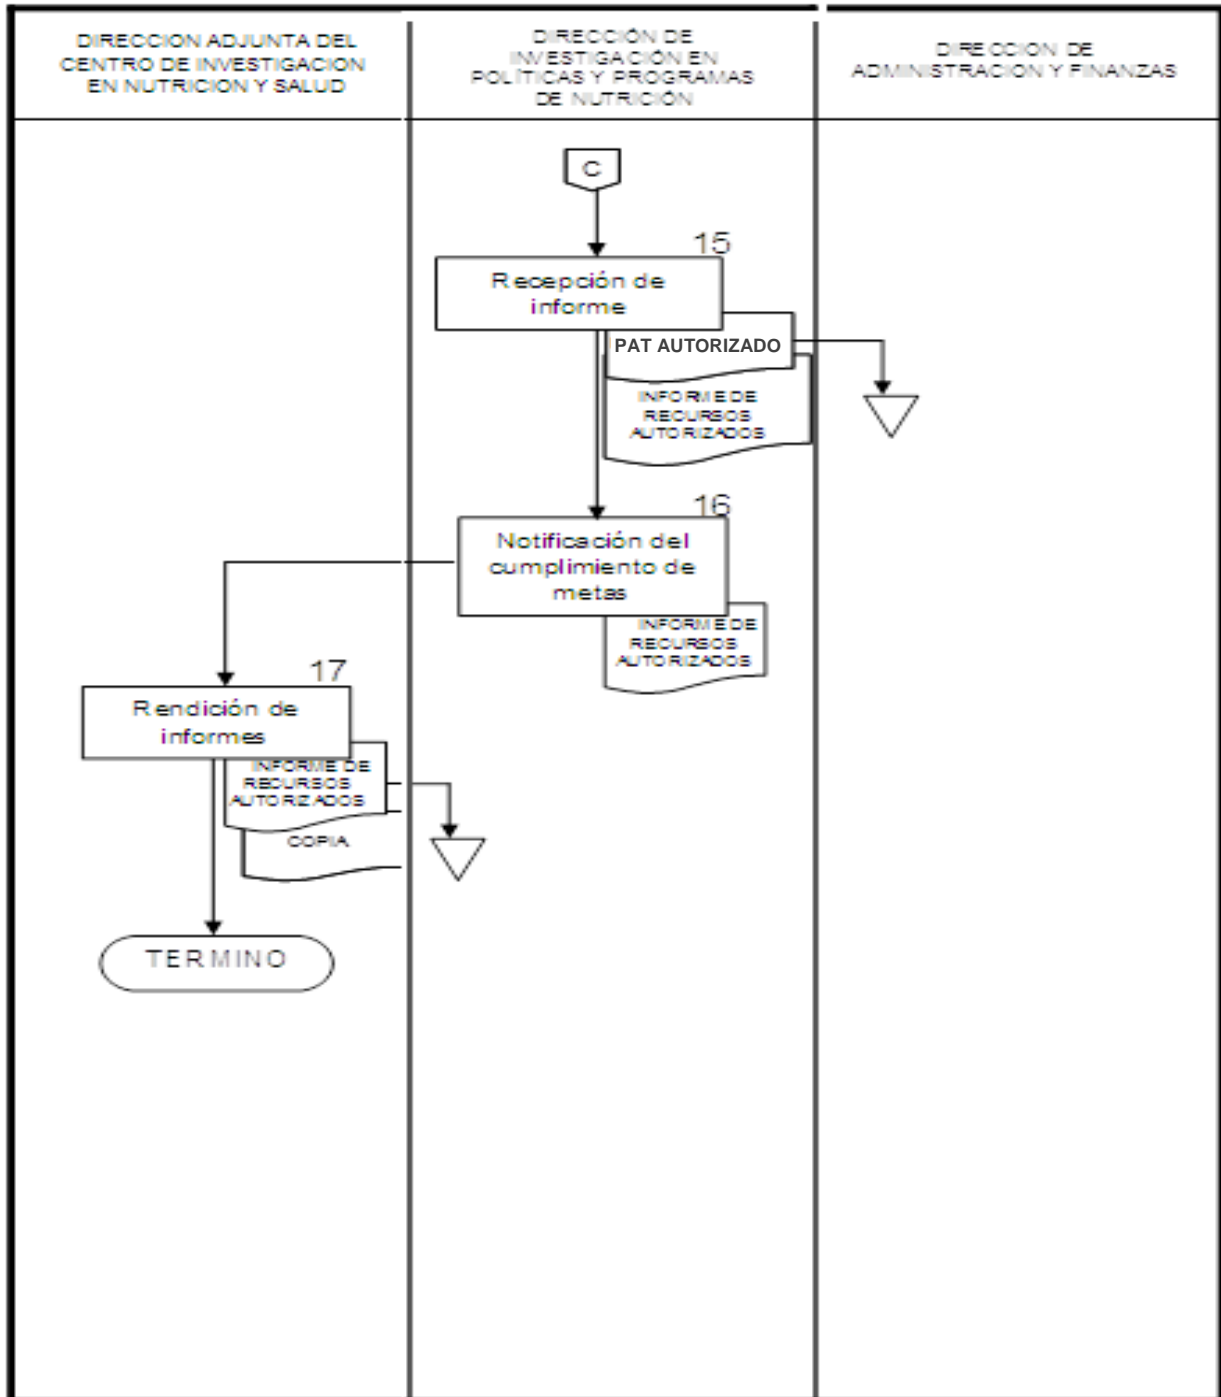 DIRECCION ADJUNTA DEL
CENTRO DE INVESTIGACION
EN NUTRICION Y SALUD
DIRECCIÓN DE
INVESTIGACIÓN EN
POLÍTICAS Y PROGRAMAS
DE NUTRICIÓN
DIRECCION DE
ADMINISTRACION Y FINANZAS
C
15
Recepción de
informe
PAT AUTORIZADO
INFORME DE
RECURSOS
AUTORIZADOS
16
Notificación del
cumplimiento de
metas
INFORME DE
RECURSOS
AUTORIZADOS
17
Rendición de
informes
INFORME DE
RECURSOS
AUTORIZADOS
COPIA
TERMINO